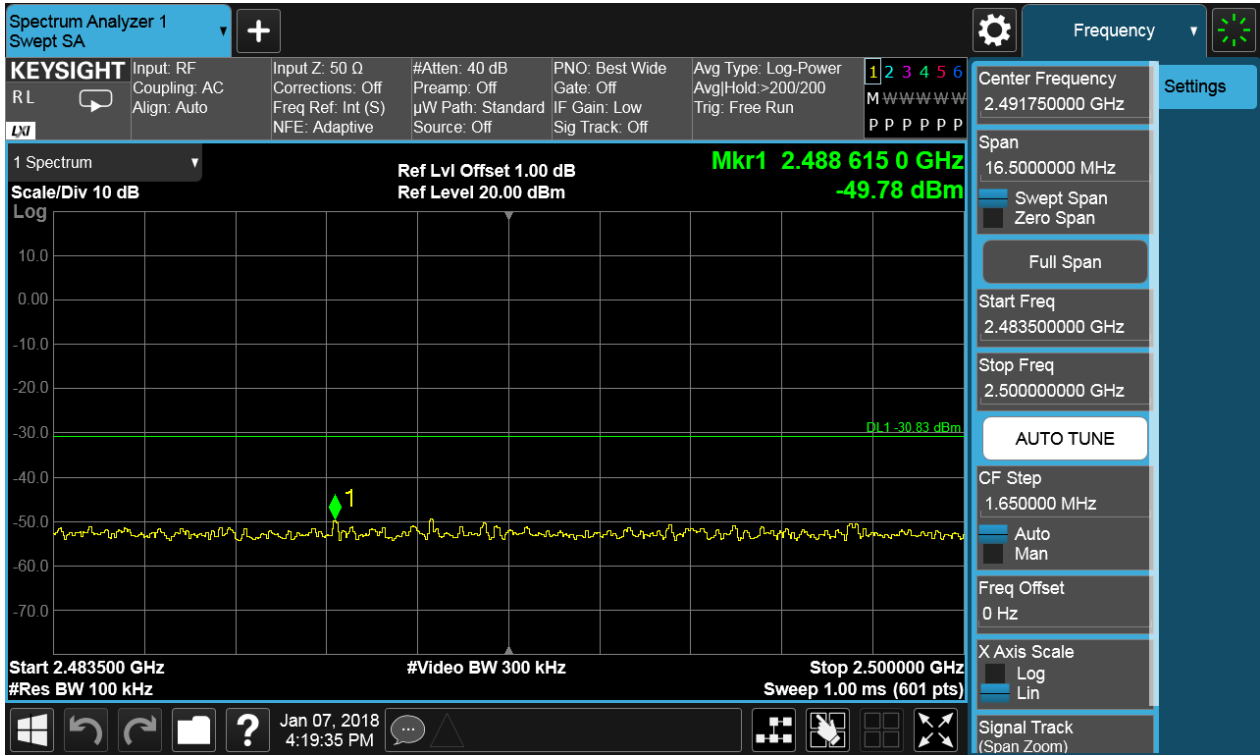 Spectrum Analyzer 1
Swept SA
+
Frequency
KEYSIGHT
RL
LXI
Input: RF
Coupling: AC
Align: Auto
Input Z: 50 Ω
Corrections: Off
Freq Ref: Int (S)
NFE: Adaptive
#Atten: 40 dB
Preamp: Off
µW Path: Standard
Source: Off
PNO: Best Wide
Gate: Off
IF Gain: Low
Sig Track: Off
Avg Type: Log-Power
Avg|Hold:>200/200
Trig: Free Run
1 2 3 4 5 6
M W W W W W
P P P P P P
1 Spectrum
Scale/Div 10 dB
Log
Ref Lvl Offset 1.00 dB
Ref Level 20.00 dBm
Mkr1 2.488 615 0 GHz
-49.78 dBm
10.0
0.00
-10.0
-20.0
-30.0
-40.0
-50.0
-60.0
-70.0
DL1 -30.83 dBm
1
Start 2.483500 GHz
#Res BW 100 kHz
#Video BW 300 kHz
Stop 2.500000 GHz
Sweep 1.00 ms (601 pts)
Center Frequency
2.491750000 GHz
Span
16.5000000 MHz
Swept Span
Zero Span
Full Span
Start Freq
2.483500000 GHz
Stop Freq
2.500000000 GHz
AUTO TUNE
CF Step
1.650000 MHz
Auto
Man
Freq Offset
0 Hz
X Axis Scale
Log
Lin
Signal Track
(Span Zoom)
Settings
?
Jan 07, 2018
4:19:35 PM